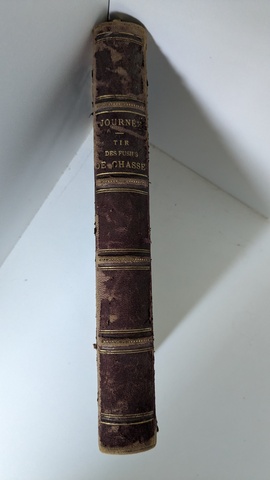 JOURNÉE
TIR
DES FUSILS
DE CHASSE